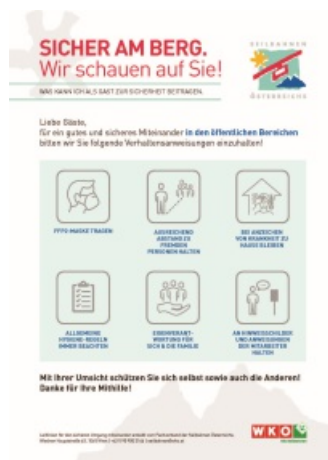 SICHER AM BERG.
Wir schauen auf Sie!
WAS KANN ICH ALS GAST ZUR SICHERHEIT BEITRAGEN.
SEILBAHNEN
ÖSTERREICHS
Liebe Gäste,
für ein gutes und sicheres Miteinander in den öffentlichen Bereichen
bitten wir Sie folgende Verhaltensanweisungen einzuhalten!
FFP2-MASKE TRAGEN
AUSREICHEND
ABSTAND ZU
FREMDEN
PERSONEN HALTEN
BEI ANZEICHEN
VON KRANKHEIT ZU
HAUSE BLEIBEN
ALLGEMEINE
HYGIENE-REGELN
IMMER BEACHTEN
EIGENVERANT-
WORTUNG FÜR
SICH & DIE FAMILIE
AN HINWEISSCHILDER
UND ANWEISUNGEN
DER MITARBEITER
HALTEN
Mit Ihrer Umsicht schützen Sie sich selbst sowie auch die Anderen!
Danke für Ihre Mithilfe!
WKO